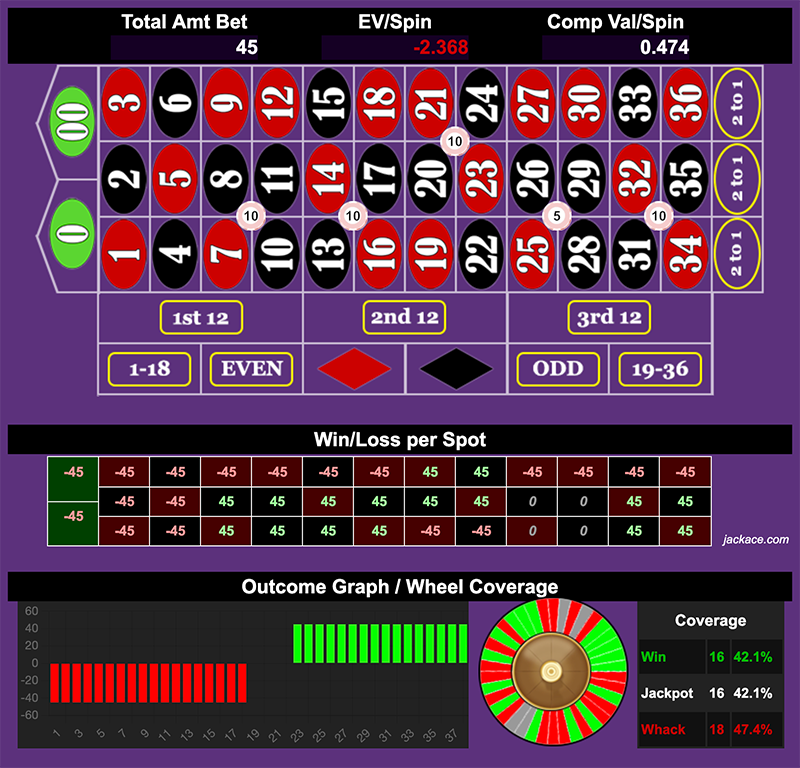 Total Amt Bet EV/Spin Comp Val/Spin
45 -2.368 0.474
00 3 6 9 12 15 18 21 24 27 30 33 36 2 to 1
10
2 5 8 11 14 17 20 23 26 29 32 35 2 to 1
10 10 5 10
0 1 4 7 10 13 16 19 22 25 28 31 34 2 to 1
1st 12 2nd 12 3rd 12
1-18 EVEN ODD 19-36
Win/Loss per Spot
-45 -45 -45 -45 -45 -45 -45 45 45 -45 -45 -45 -45
-45 -45 45 45 45 45 45 45 0 0 45 45
-45 -45 -45 45 45 45 45 -45 -45 0 0 45 45
jackace.com
Outcome Graph / Wheel Coverage
60
40
20
0
-20
-40
-60
1 3 5 7 9 11 13 15 17 19 21 23 25 27 29 31 33 35 37
Coverage
Win 16 42.1%
Jackpot 16 42.1%
Whack 18 47.4%